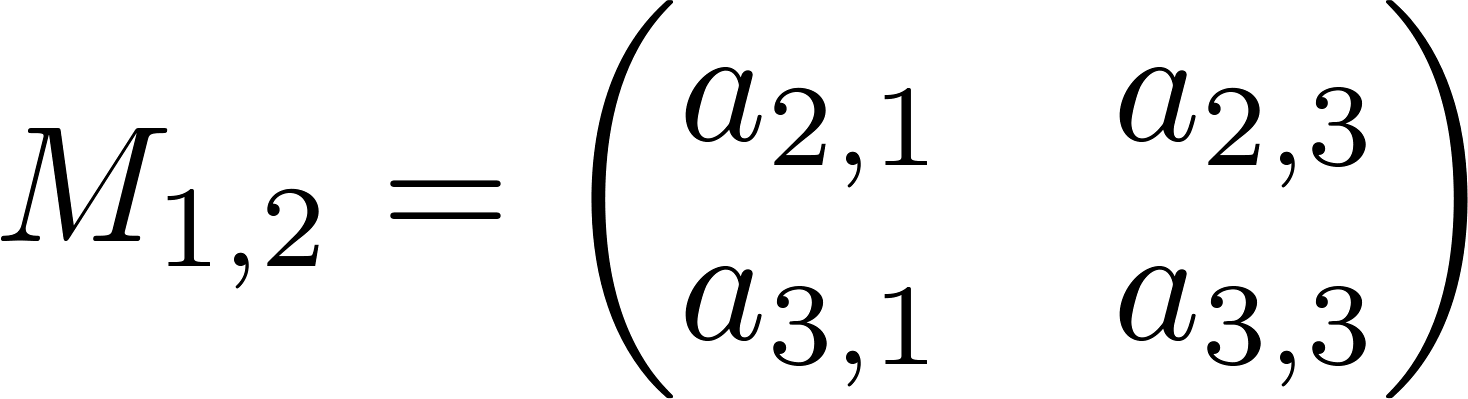 M_{1,2} = \begin{pmatrix} a_{2,1} & a_{2,3} \\ a_{3,1} & a_{3,3} \end{pmatrix}